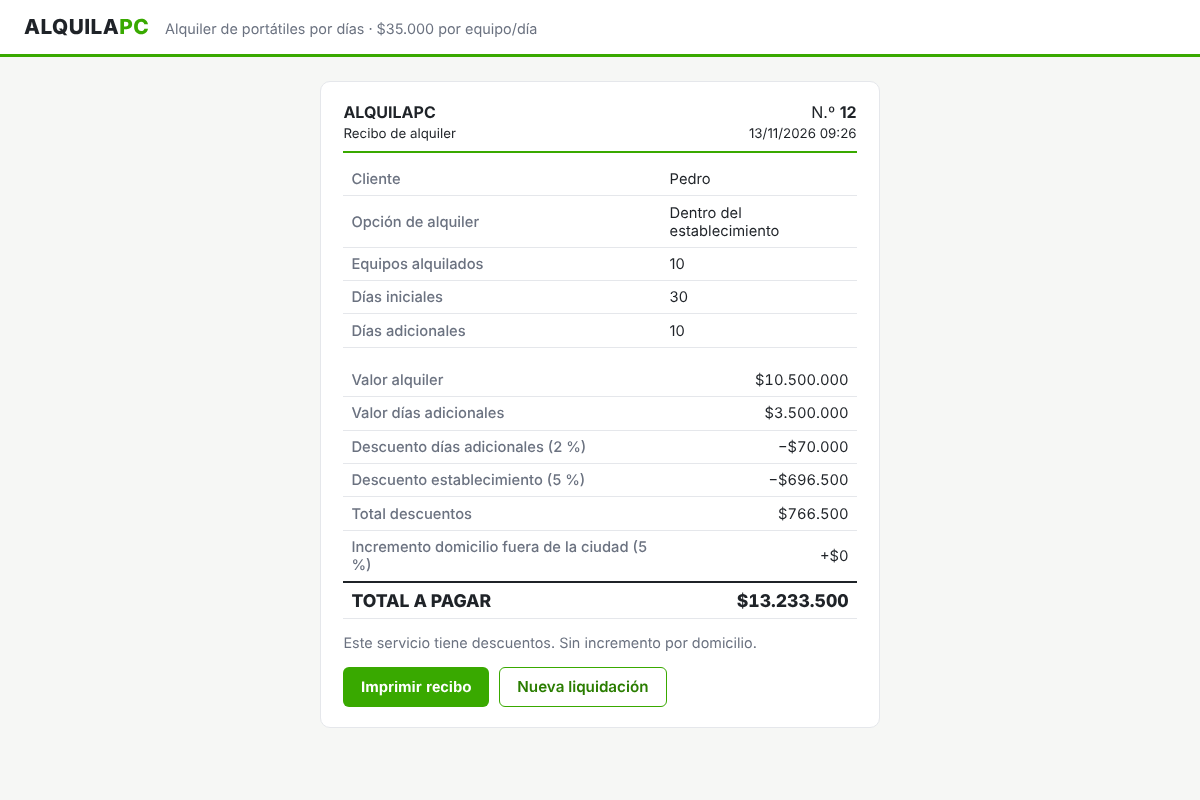 ALQUILAPC Alquiler de portátiles por días · $35.000 por equipo/día
ALQUILAPC N.º 12
Recibo de alquiler 13/11/2026 09:26
Cliente Pedro
Opción de alquiler Dentro del
establecimiento
Equipos alquilados 10
Días iniciales 30
Días adicionales 10
Valor alquiler $10.500.000
Valor días adicionales $3.500.000
Descuento días adicionales (2 %) −$70.000
Descuento establecimiento (5 %) −$696.500
Total descuentos $766.500
Incremento domicilio fuera de la ciudad (5
%) +$0
TOTAL A PAGAR $13.233.500
Este servicio tiene descuentos. Sin incremento por domicilio.
Imprimir recibo Nueva liquidación